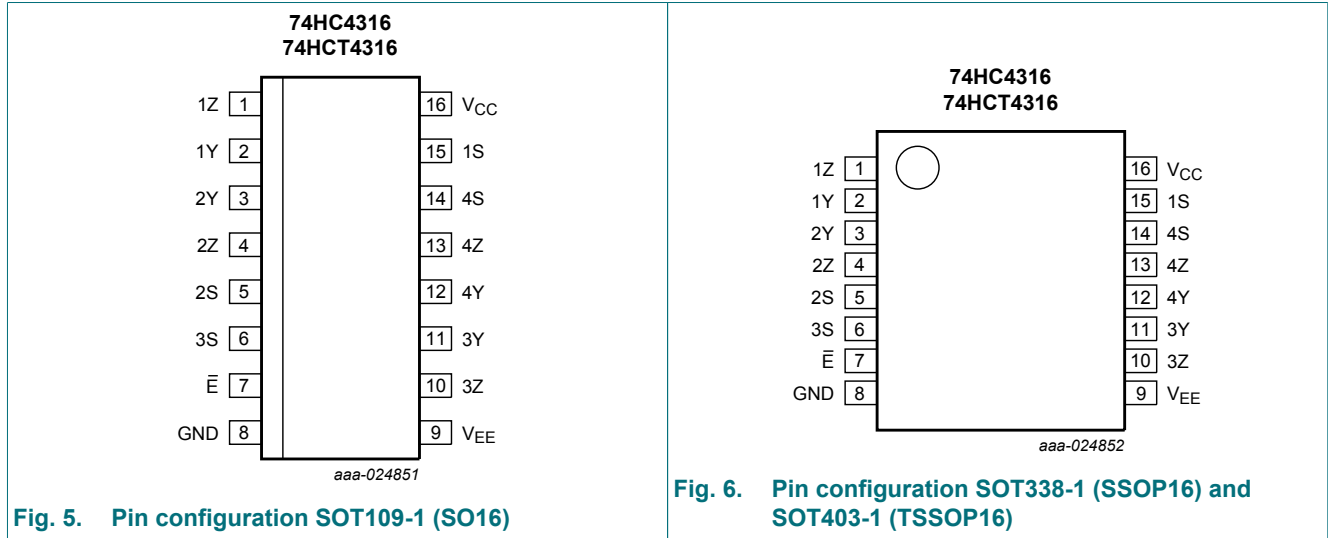 74HC4316
74HCT4316
1Z 1 16 VCC
1Y 2 15 1S
2Y 3 14 4S
2Z 4 13 4Z
2S 5 12 4Y
3S 6 11 3Y
E̅ 7 10 3Z
GND 8 9 VEE
aaa-024851
Fig. 5. Pin configuration SOT109-1 (SO16)
74HC4316
74HCT4316
1Z 1 16 VCC
1Y 2 15 1S
2Y 3 14 4S
2Z 4 13 4Z
2S 5 12 4Y
3S 6 11 3Y
E̅ 7 10 3Z
GND 8 9 VEE
aaa-024852
Fig. 6. Pin configuration SOT338-1 (SSOP16) and
SOT403-1 (TSSOP16)